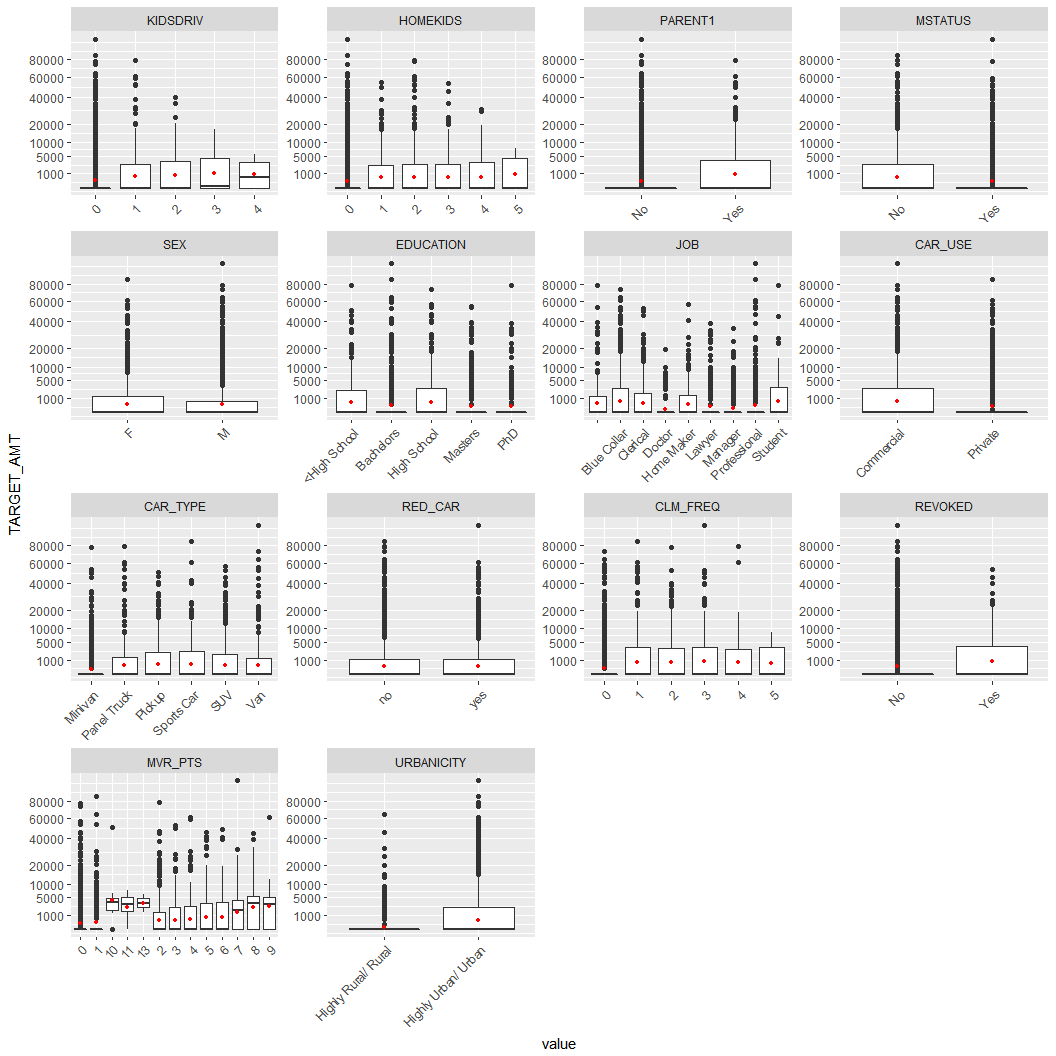 KIDSDRIV HOMEKIDS PARENT1 MSTATUS
80000 80000 80000 80000
60000 60000 60000 60000
40000 40000 40000 40000
20000 20000 20000 20000
5000 5000 5000 5000
1000 1000 1000 1000
0 1 2 3 4 0 1 2 3 4 5 No Yes No Yes
SEX EDUCATION JOB CAR_USE
80000 80000 80000 80000
60000 60000 60000 60000
40000 40000 40000 40000
20000 20000 20000 20000
10000 10000 10000 10000
5000 5000 5000 5000
1000 1000 1000 1000
F M <High School Bachelors High School Masters PhD Blue Collar Clerical Doctor Home Maker Lawyer Manager Professional Student Commercial Private
TARGET_AMT
CAR_TYPE RED_CAR CLM_FREQ REVOKED
80000 80000 80000 80000
60000 60000 60000 60000
40000 40000 40000 40000
20000 20000 20000 20000
10000 10000 10000 10000
5000 5000 5000 5000
1000 1000 1000 1000
Minivan Panel Truck Pickup Sports Car SUV Van no yes 0 1 2 3 4 5 No Yes
MVR_PTS URBANICITY
80000 80000
60000 60000
40000 40000
20000 20000
10000 10000
5000 5000
1000 1000
0 1 10 11 13 2 3 4 5 6 7 8 9 Highly Rural/ Rural Highly Urban/ Urban
value